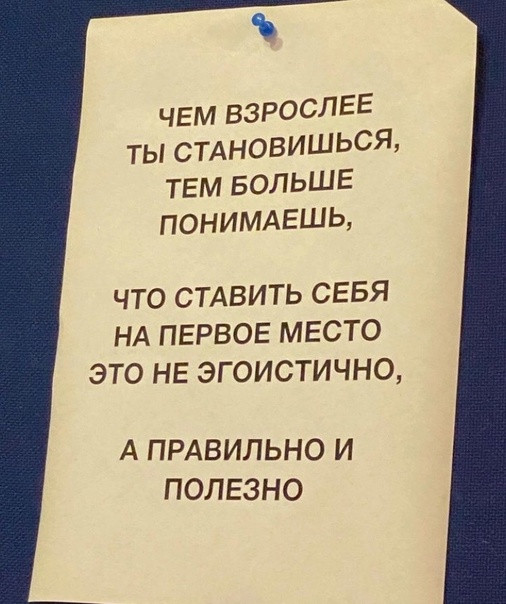 ЧЕМ ВЗРОСЛЕЕ
ТЫ СТАНОВИШЬСЯ,
ТЕМ БОЛЬШЕ
ПОНИМАЕШЬ,
ЧТО СТАВИТЬ СЕБЯ
НА ПЕРВОЕ МЕСТО
ЭТО НЕ ЭГОИСТИЧНО,
А ПРАВИЛЬНО И
ПОЛЕЗНО